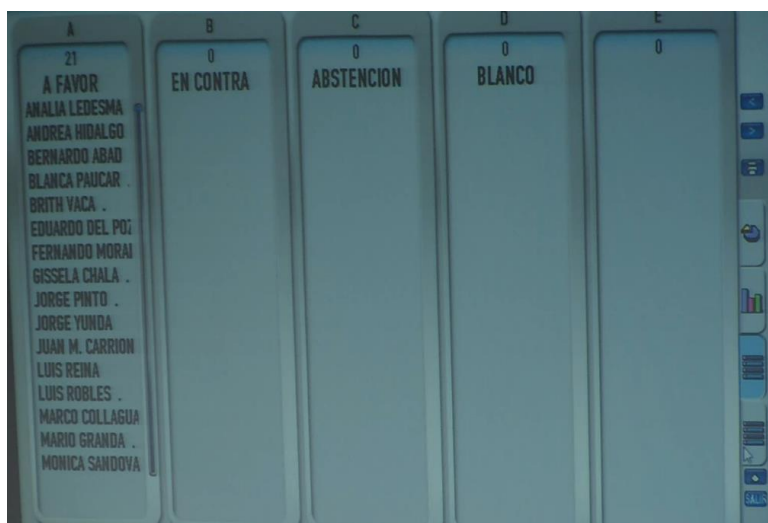 A
B
C
D
E
21
0
0
0
0
A FAVOR
EN CONTRA
ABSTENCION
BLANCO
ANALIA LEDESMA
ANDREA HIDALGO
BERNARDO ABAD
BLANCA PAUCAR .
BRITH VACA .
EDUARDO DEL POZ
FERNANDO MORAI
GISSELA CHALA .
JORGE PINTO .
JORGE YUNDA
JUAN M. CARRION
LUIS REINA
LUIS ROBLES .
MARCO COLLAGUA
MARIO GRANDA .
MONICA SANDOVA
SALIR